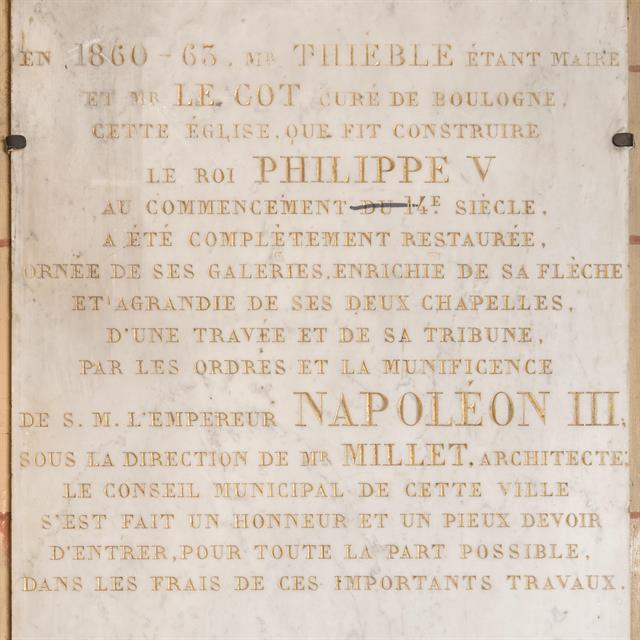 EN 1860-63. MR THIEBLE ÉTANT MAIRE
ET MR LE COT CURÉ DE BOULOGNE,
CETTE ÉGLISE, QUE FIT CONSTRUIRE
LE ROI PHILIPPE V
AU COMMENCEMENT DU 14E SIÈCLE,
A ÉTÉ COMPLÈTEMENT RESTAURÉE,
ORNÉE DE SES GALERIES, ENRICHIE DE SA FLÈCHE
ET AGRANDIE DE SES DEUX CHAPELLES,
D'UNE TRAVÉE ET DE SA TRIBUNE,
PAR LES ORDRES ET LA MUNIFICENCE
DE S. M. L'EMPEREUR NAPOLÉON III,
SOUS LA DIRECTION DE MR MILLET, ARCHITECTE
LE CONSEIL MUNICIPAL DE CETTE VILLE
S'EST FAIT UN HONNEUR ET UN PIEUX DEVOIR
D'ENTRER, POUR TOUTE LA PART POSSIBLE,
DANS LES FRAIS DE CES IMPORTANTS TRAVAUX.